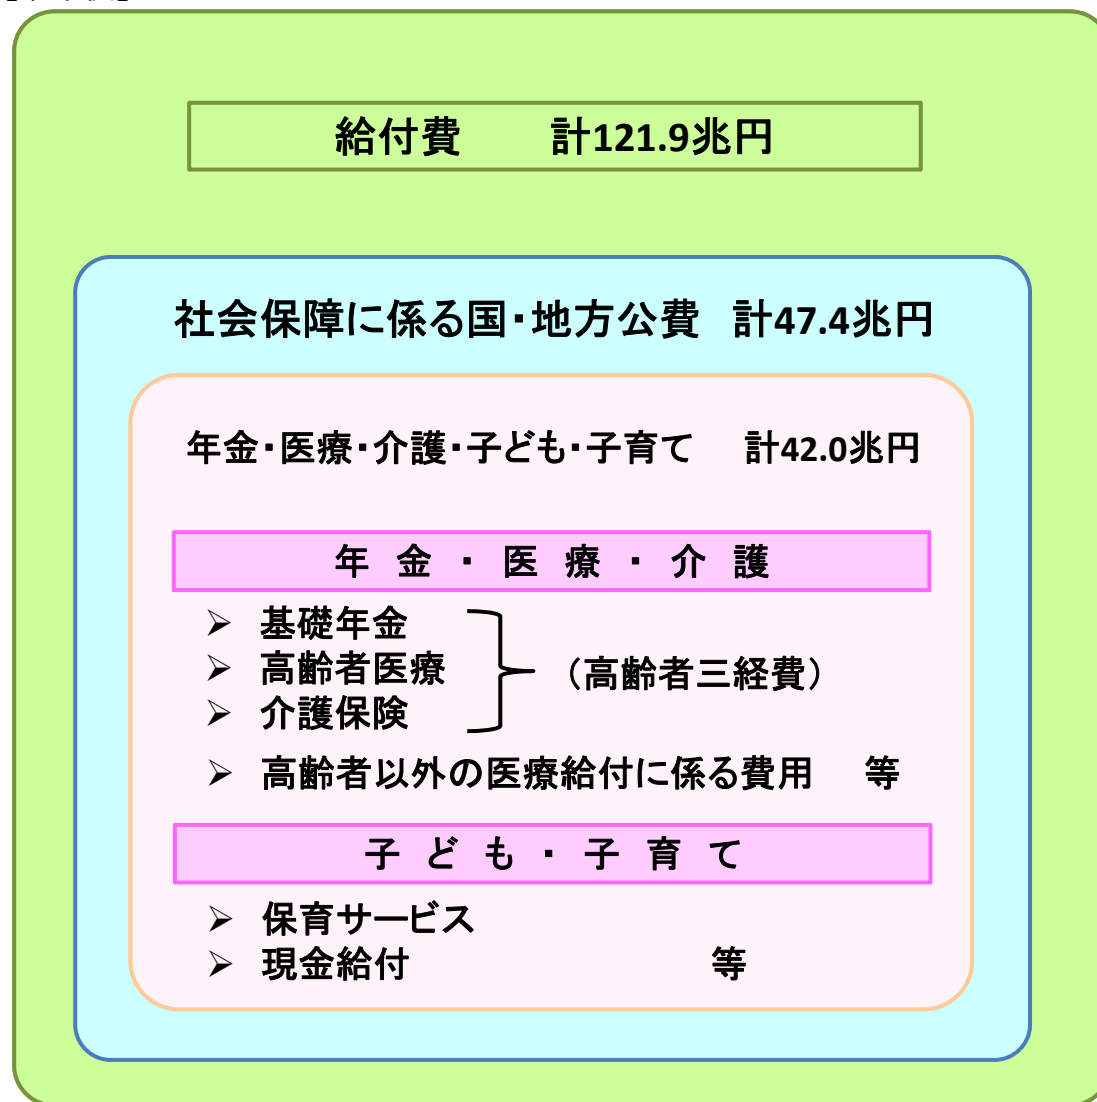 給付費　計121.9兆円
社会保障に係る国・地方公費　計47.4兆円
年金・医療・介護・子ども・子育て　計42.0兆円
年金・医療・介護
➢ 基礎年金
➢ 高齢者医療
（高齢者三経費）
➢ 介護保険
➢ 高齢者以外の医療給付に係る費用　等
子ども・子育て
➢ 保育サービス
➢ 現金給付　等